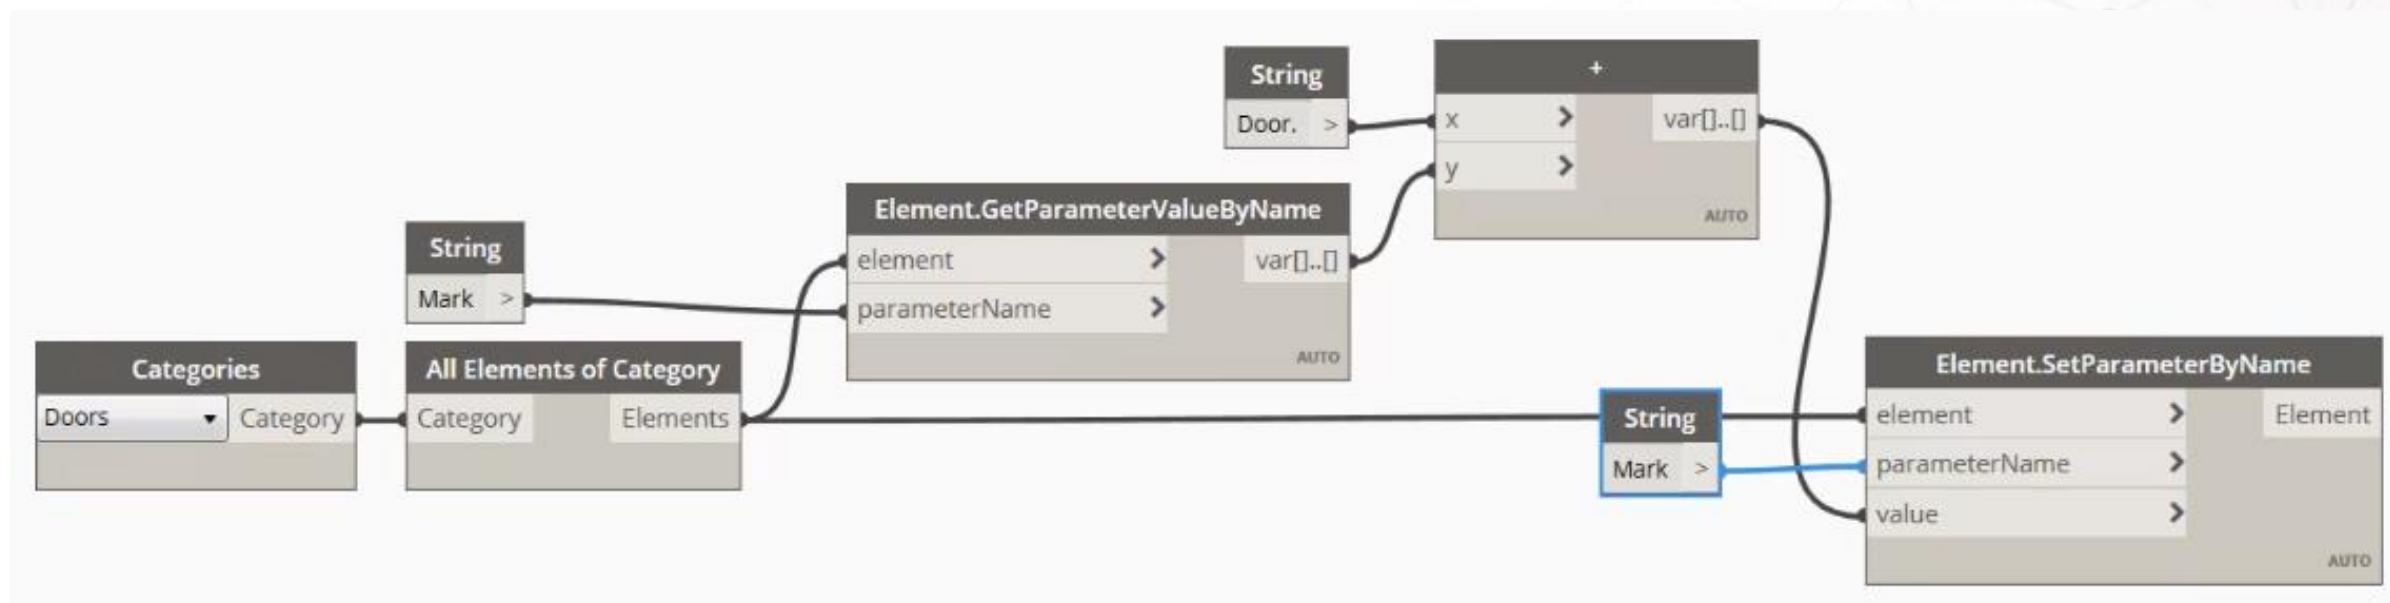 String
Door. >
+
x > var[]..[]
y >
AUTO
Element.GetParameterValueByName
element > var[]..[]
parameterName >
AUTO
String
Mark >
Categories
Doors Category
All Elements of Category
Category Elements
String
Mark >
Element.SetParameterByName
element > Element
parameterName >
value >
AUTO